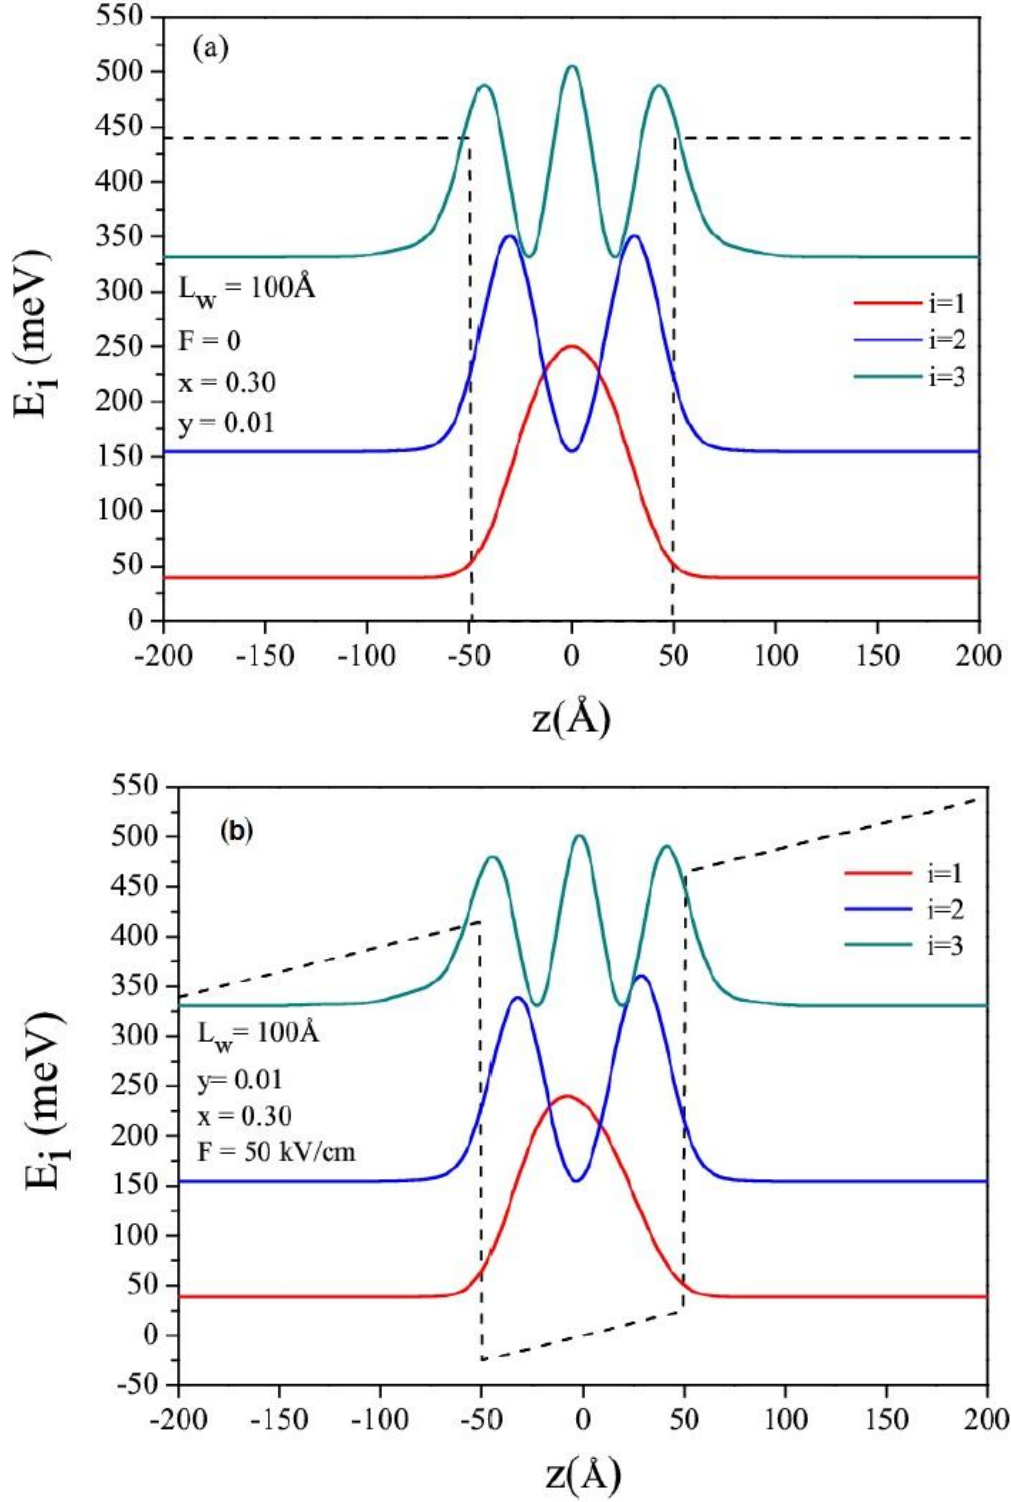 (a)
550
500
450
400
350
300
250
200
150
100
50
0
E_i (meV)
L_w = 100Å
F = 0
x = 0.30
y = 0.01
i=1
i=2
i=3
-200 -150 -100 -50 0 50 100 150 200
z(Å)
(b)
550
500
450
400
350
300
250
200
150
100
50
0
-50
E_i (meV)
L_w = 100Å
y= 0.01
x = 0.30
F = 50 kV/cm
i=1
i=2
i=3
-200 -150 -100 -50 0 50 100 150 200
z(Å)